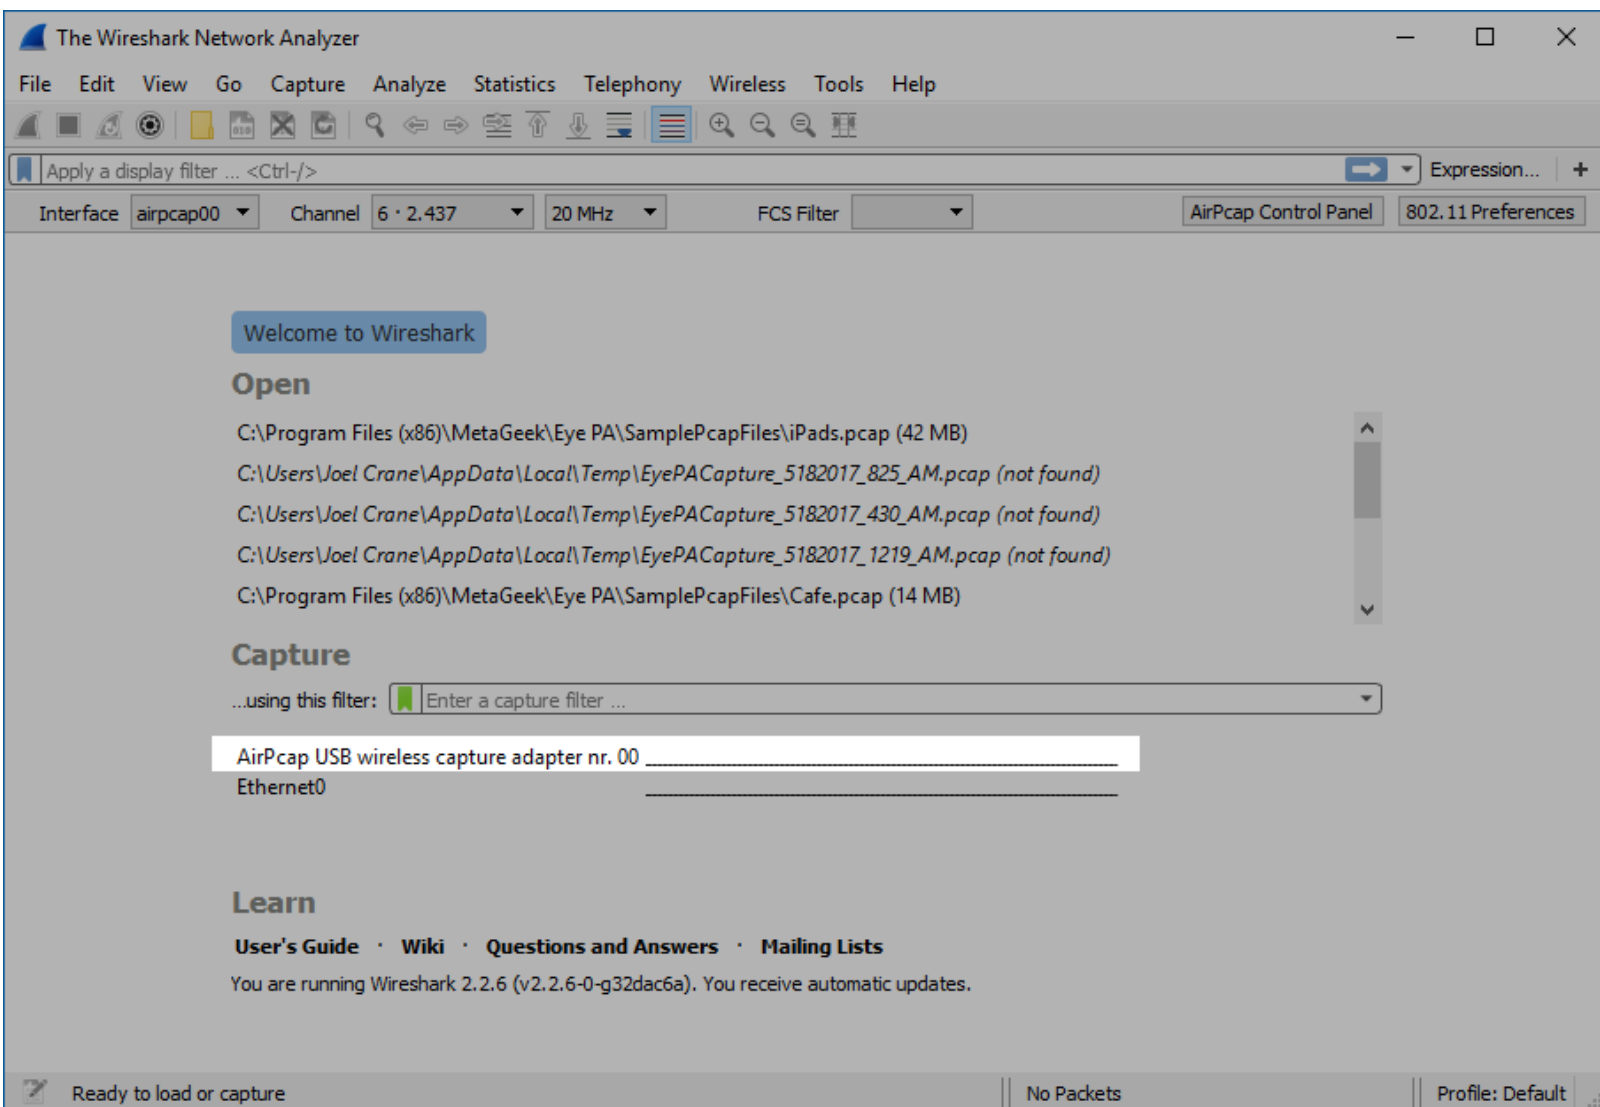 The Wireshark Network Analyzer
File Edit View Go Capture Analyze Statistics Telephony Wireless Tools Help
Apply a display filter ... <Ctrl-/> Expression... +
Interface airpcap00 Channel 6 · 2.437 20 MHz FCS Filter AirPcap Control Panel 802.11 Preferences
Welcome to Wireshark
Open
C:\Program Files (x86)\MetaGeek\Eye PA\SamplePcapFiles\iPads.pcap (42 MB)
C:\Users\Joel Crane\AppData\Local\Temp\EyePACapture_5182017_825_AM.pcap (not found)
C:\Users\Joel Crane\AppData\Local\Temp\EyePACapture_5182017_430_AM.pcap (not found)
C:\Users\Joel Crane\AppData\Local\Temp\EyePACapture_5182017_1219_AM.pcap (not found)
C:\Program Files (x86)\MetaGeek\Eye PA\SamplePcapFiles\Cafe.pcap (14 MB)
Capture
...using this filter: Enter a capture filter ...
AirPcap USB wireless capture adapter nr. 00
Ethernet0
Learn
User's Guide · Wiki · Questions and Answers · Mailing Lists
You are running Wireshark 2.2.6 (v2.2.6-0-g32dac6a). You receive automatic updates.
Ready to load or capture No Packets Profile: Default